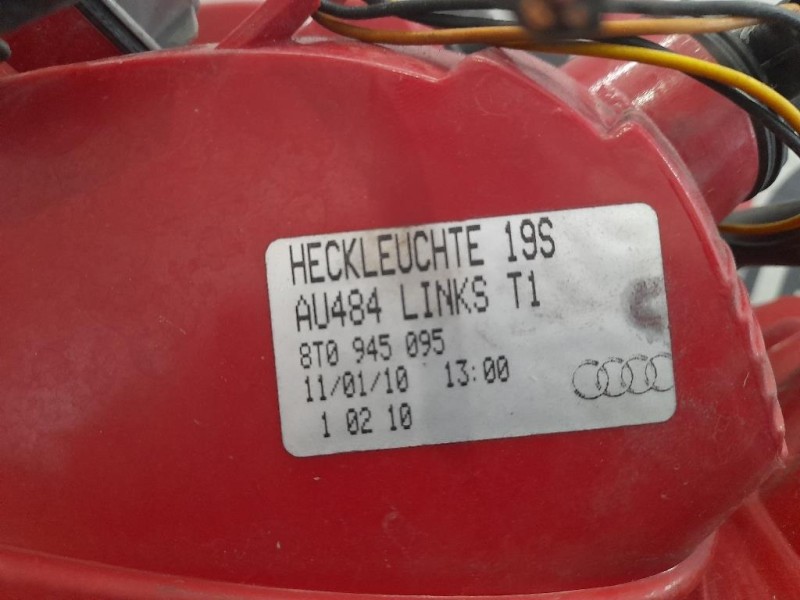 HECKLEUCHTE 19S
AU484 LINKS T1
8T0 945 095
11/01/10 13:00
1 02 10